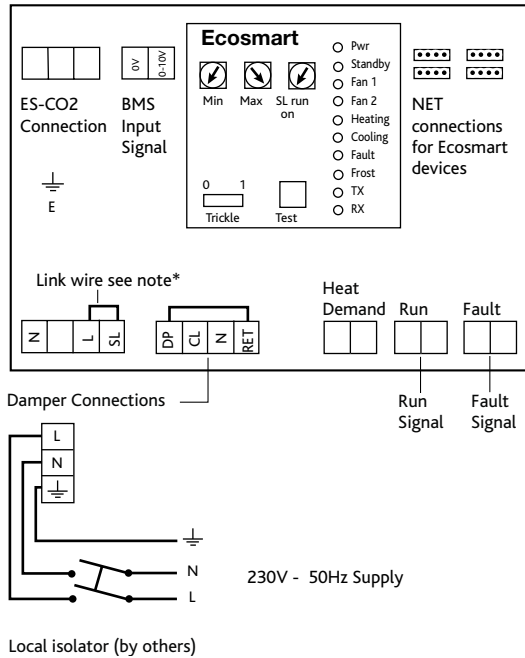 Ecosmart
Min
Max
SL run
on
0 1
Trickle
Test
Pwr
Standby
Fan 1
Fan 2
Heating
Cooling
Fault
Frost
TX
RX
ES-CO2
Connection
0V
0-10V
BMS
Input
Signal
E
NET
connections
for Ecosmart
devices
Link wire see note*
N
L
SL
DP
CL
N
RET
Heat
Demand
Run
Fault
Damper Connections
Run
Signal
Fault
Signal
L
N
N
L
230V - 50Hz Supply
Local isolator (by others)